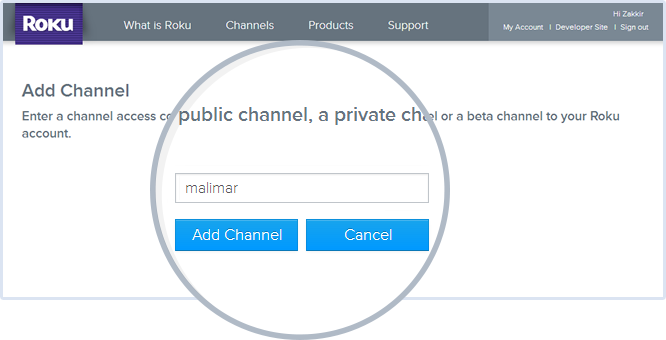 ROKU
What is Roku Channels Products Support
Hi Zakkir
My Account | Developer Site | Sign out
Add Channel
Enter a channel access co public channel, a private cha el or a beta channel to your Roku
account.
malimar
Add Channel Cancel